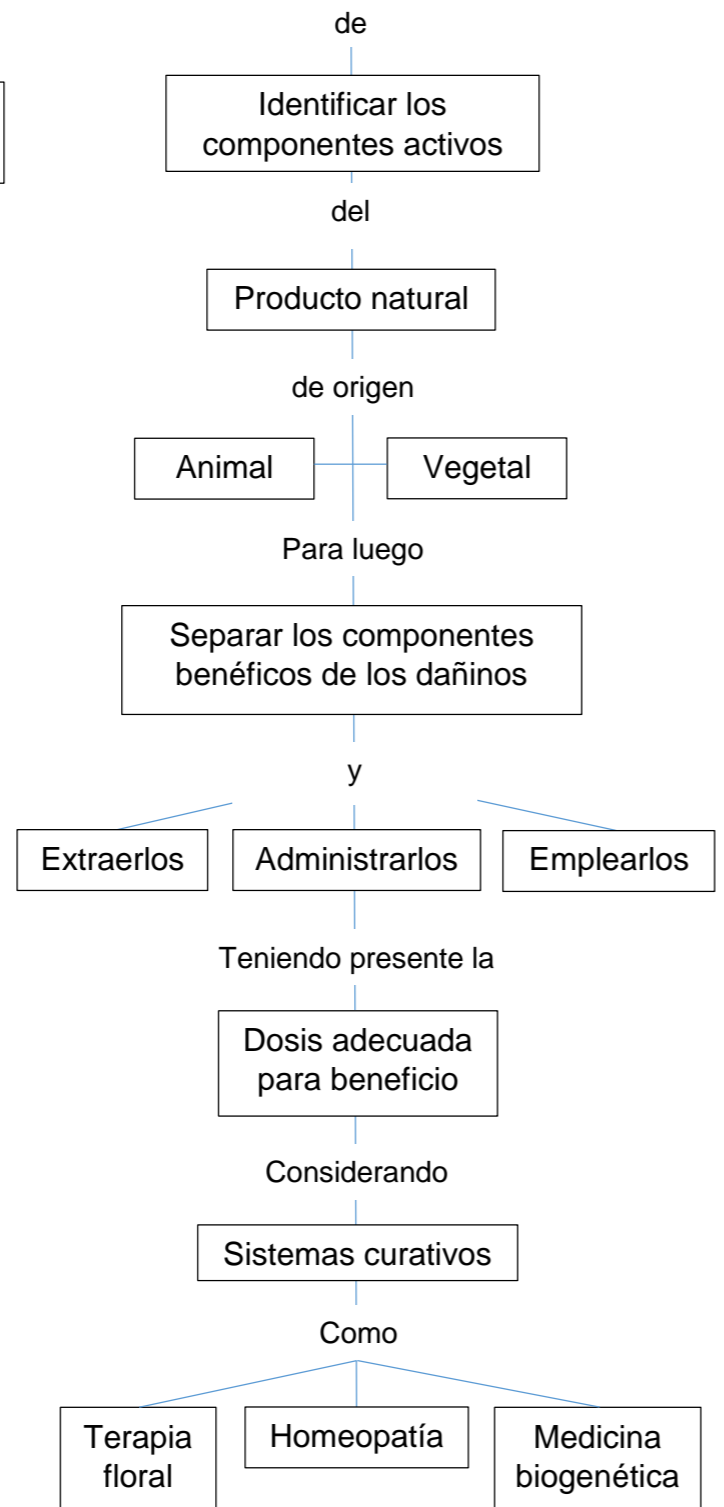 de
Identificar los
componentes activos
del
Producto natural
de origen
Animal
Vegetal
Para luego
Separar los componentes
benéficos de los dañinos
y
Extraerlos
Administrarlos
Emplearlos
Teniendo presente la
Dosis adecuada
para beneficio
Considerando
Sistemas curativos
Como
Terapia
floral
Homeopatía
Medicina
biogenética